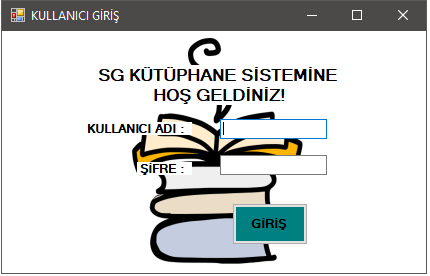 KULLANICI GİRİŞ
SG KÜTÜPHANE SİSTEMİNE
HOŞ GELDİNİZ!
KULLANICI ADI :
ŞİFRE :
GİRİŞ